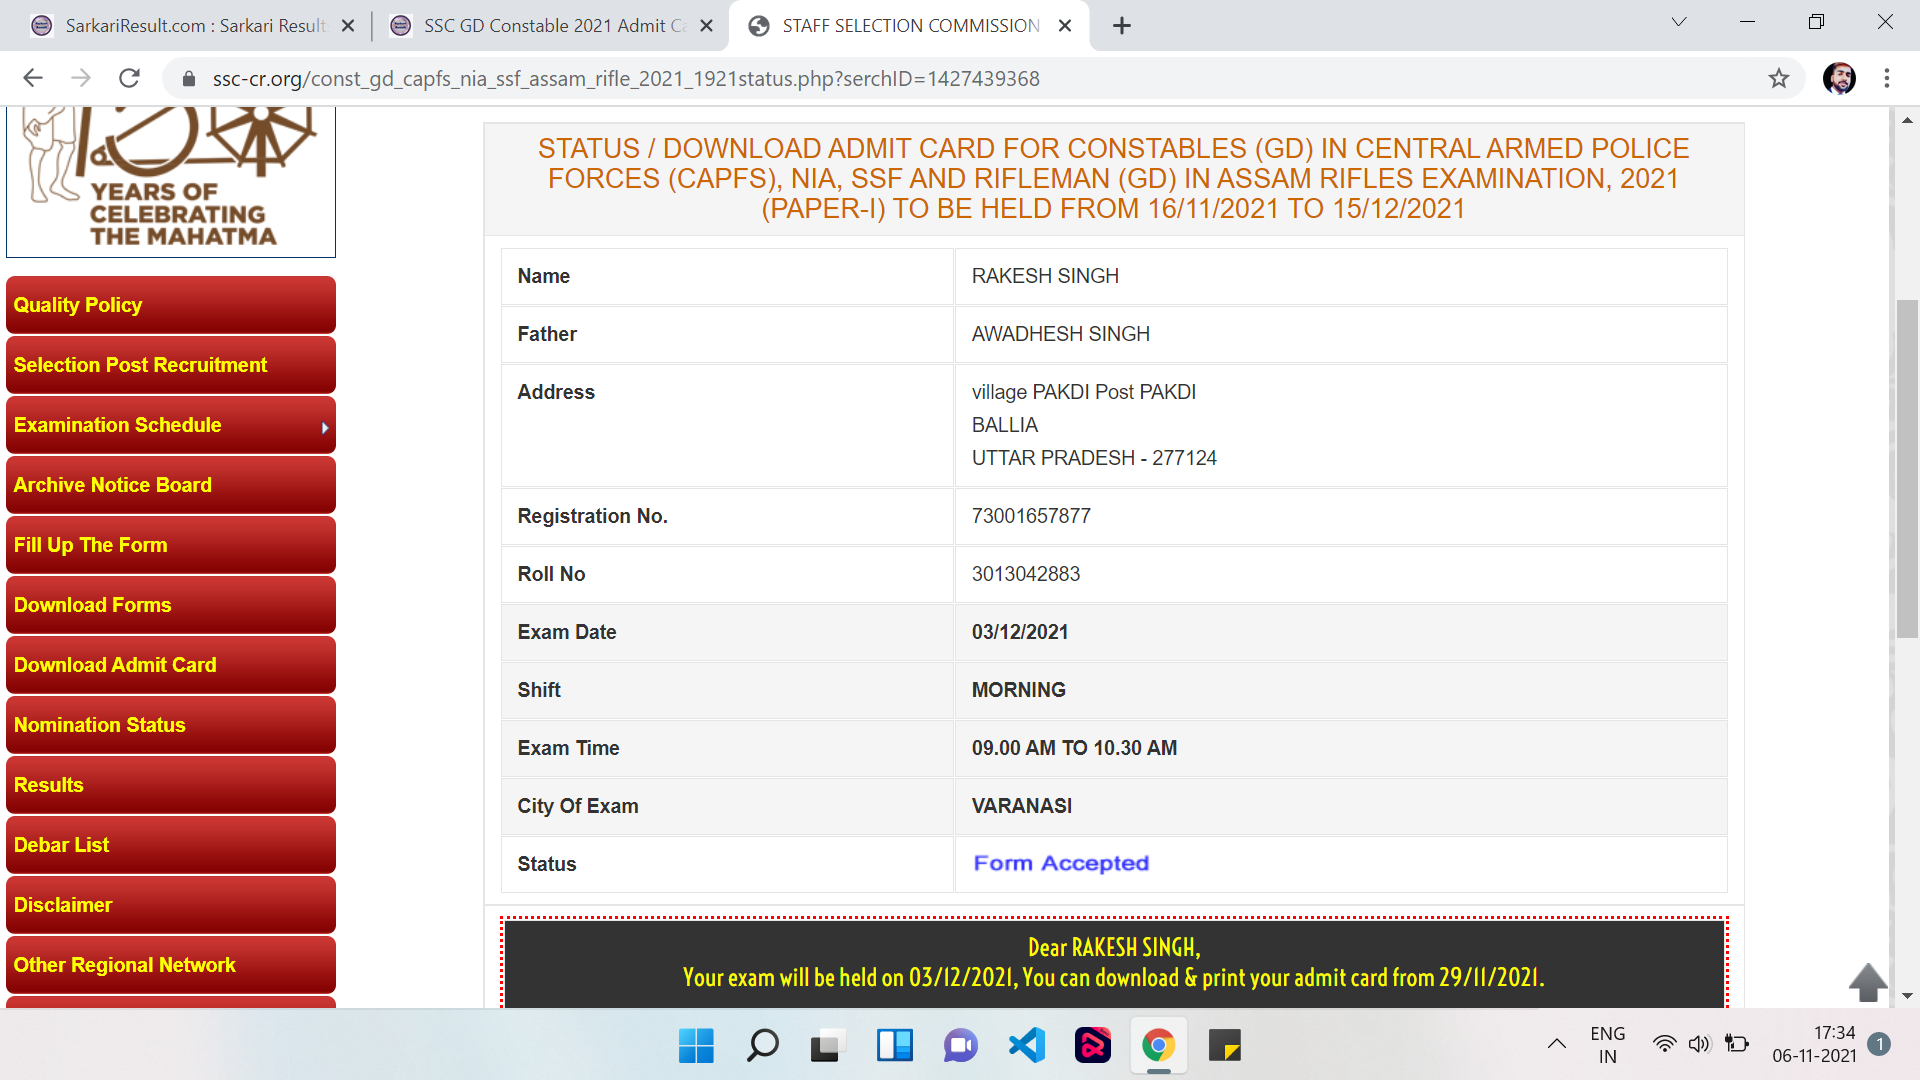 SarkariResult.com : Sarkari Result
SSC GD Constable 2021 Admit Ca
STAFF SELECTION COMMISSION
ssc-cr.org/const_gd_capfs_nia_ssf_assam_rifle_2021_1921status.php?serchID=1427439368
YEARS OF
CELEBRATING
THE MAHATMA
Quality Policy
Selection Post Recruitment
Examination Schedule
Archive Notice Board
Fill Up The Form
Download Forms
Download Admit Card
Nomination Status
Results
Debar List
Disclaimer
Other Regional Network
STATUS / DOWNLOAD ADMIT CARD FOR CONSTABLES (GD) IN CENTRAL ARMED POLICE
FORCES (CAPFS), NIA, SSF AND RIFLEMAN (GD) IN ASSAM RIFLES EXAMINATION, 2021
(PAPER-I) TO BE HELD FROM 16/11/2021 TO 15/12/2021
Name RAKESH SINGH
Father AWADHESH SINGH
Address village PAKDI Post PAKDI
BALLIA
UTTAR PRADESH - 277124
Registration No. 73001657877
Roll No 3013042883
Exam Date 03/12/2021
Shift MORNING
Exam Time 09.00 AM TO 10.30 AM
City Of Exam VARANASI
Status Form Accepted
Dear RAKESH SINGH,
Your exam will be held on 03/12/2021, You can download & print your admit card from 29/11/2021.
ENG
IN
17:34
06-11-2021
1